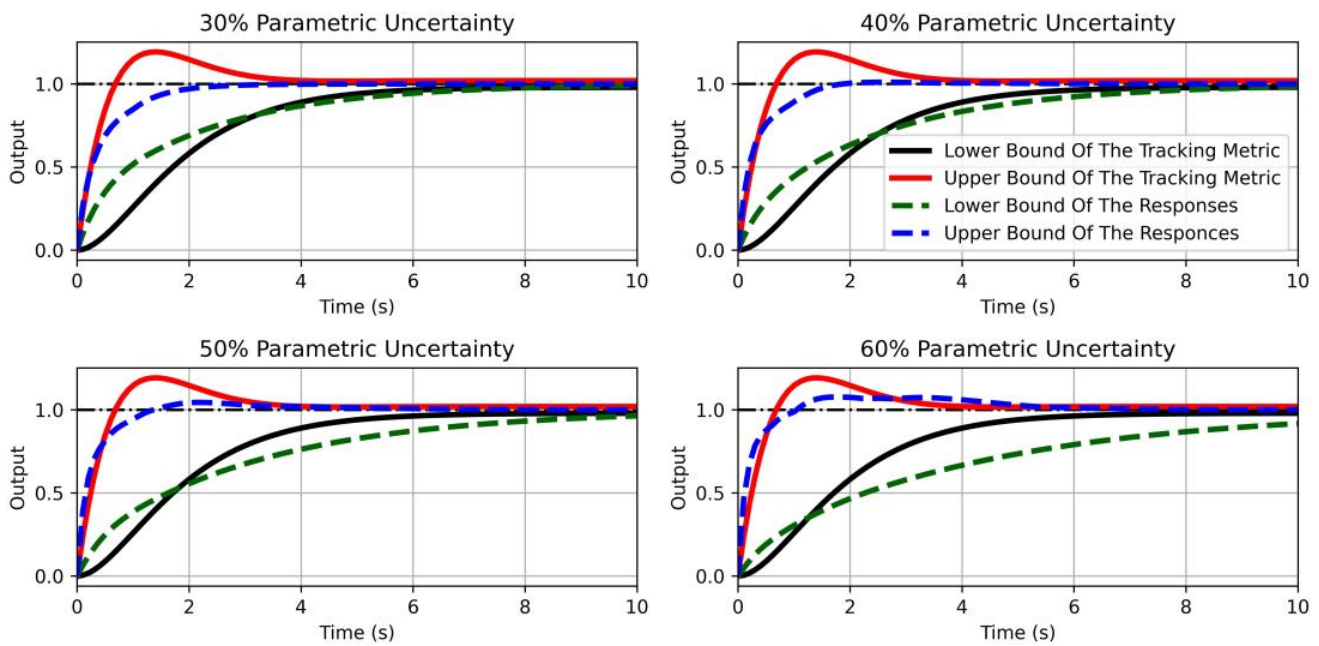 30% Parametric Uncertainty
1.0
0.5
0.0
Output
0 2 4 6 8 10
Time (s)
40% Parametric Uncertainty
1.0
0.5
0.0
Output
Lower Bound Of The Tracking Metric
Upper Bound Of The Tracking Metric
Lower Bound Of The Responses
Upper Bound Of The Responces
0 2 4 6 8 10
Time (s)
50% Parametric Uncertainty
1.0
0.5
0.0
Output
0 2 4 6 8 10
Time (s)
60% Parametric Uncertainty
1.0
0.5
0.0
Output
0 2 4 6 8 10
Time (s)